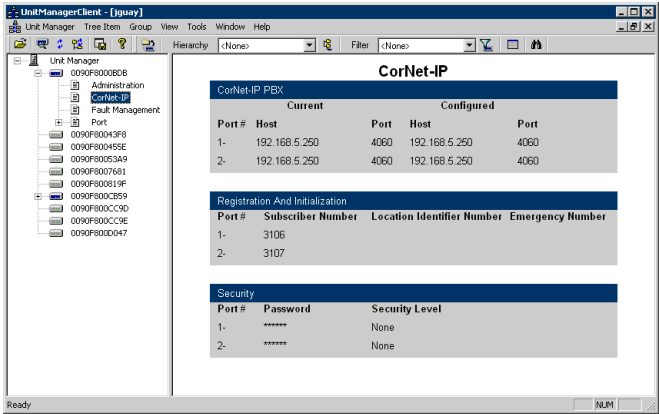 UnitManagerClient - [jguay]
Unit Manager Tree Item Group View Tools Window Help
Hierarchy <None> Filter <None>
Unit Manager
0090F8000BDB
Administration
CorNet-IP
Fault Management
Port
0090F80043F8
0090F800455E
0090F80053A9
0090F8007681
0090F800819F
0090F800CB59
0090F800CC9D
0090F800CC9E
0090F800D047
CorNet-IP
CorNet-IP PBX
Current Configured
Port # Host Port Host Port
1- 192.168.5.250 4060 192.168.5.250 4060
2- 192.168.5.250 4060 192.168.5.250 4060
Registration And Initialization
Port # Subscriber Number Location Identifier Number Emergency Number
1- 3106
2- 3107
Security
Port # Password Security Level
1- ****** None
2- ****** None
Ready NUM